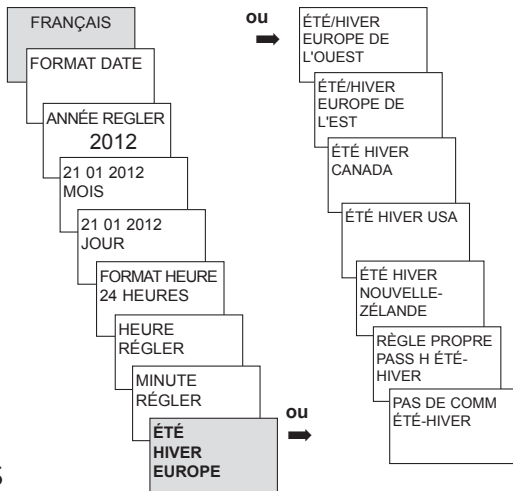 FRANÇAIS
FORMAT DATE
ANNÉE REGLER
2012
21 01 2012
MOIS
21 01 2012
JOUR
FORMAT HEURE
24 HEURES
HEURE
RÉGLER
MINUTE
RÉGLER
ÉTÉ
HIVER
EUROPE
ou
ou
ÉTÉ/HIVER
EUROPE DE
L'OUEST
ÉTÉ/HIVER
EUROPE DE
L'EST
ÉTÉ HIVER
CANADA
ÉTÉ HIVER USA
ÉTÉ HIVER
NOUVELLE-
ZÉLANDE
RÈGLE PROPRE
PASS H ÉTÉ-
HIVER
PAS DE COMM
ÉTÉ-HIVER